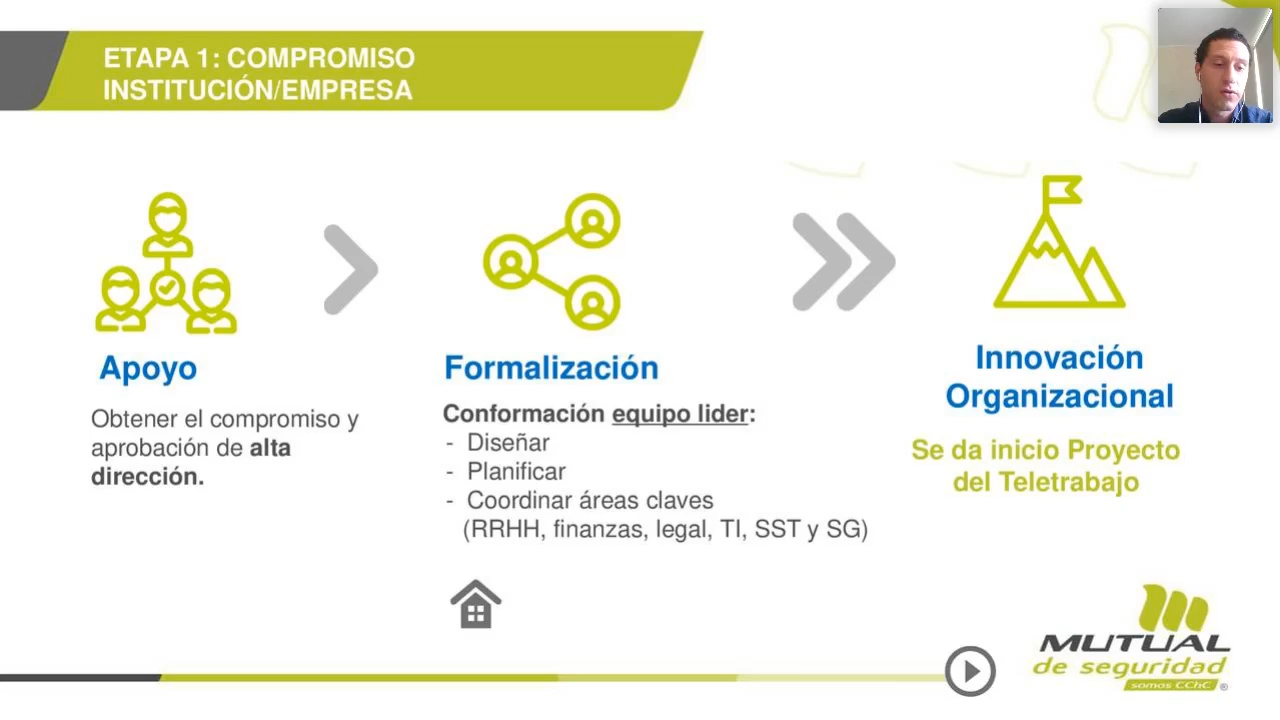 ETAPA 1: COMPROMISO
INSTITUCIÓN/EMPRESA
Apoyo
Obtener el compromiso y
aprobación de alta
dirección.
Formalización
Conformación equipo lider:
- Diseñar
- Planificar
- Coordinar áreas claves
(RRHH, finanzas, legal, TI, SST y SG)
Innovación
Organizacional
Se da inicio Proyecto
del Teletrabajo
MUTUAL
de seguridad
somos CChC ®